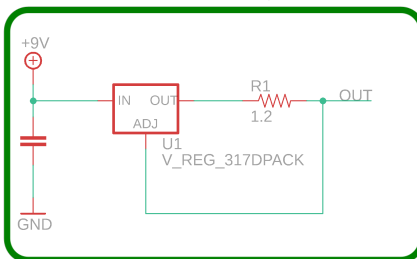 +9V
IN
OUT
ADJ
U1
V_REG_317DPACK
R1
1.2
OUT
GND